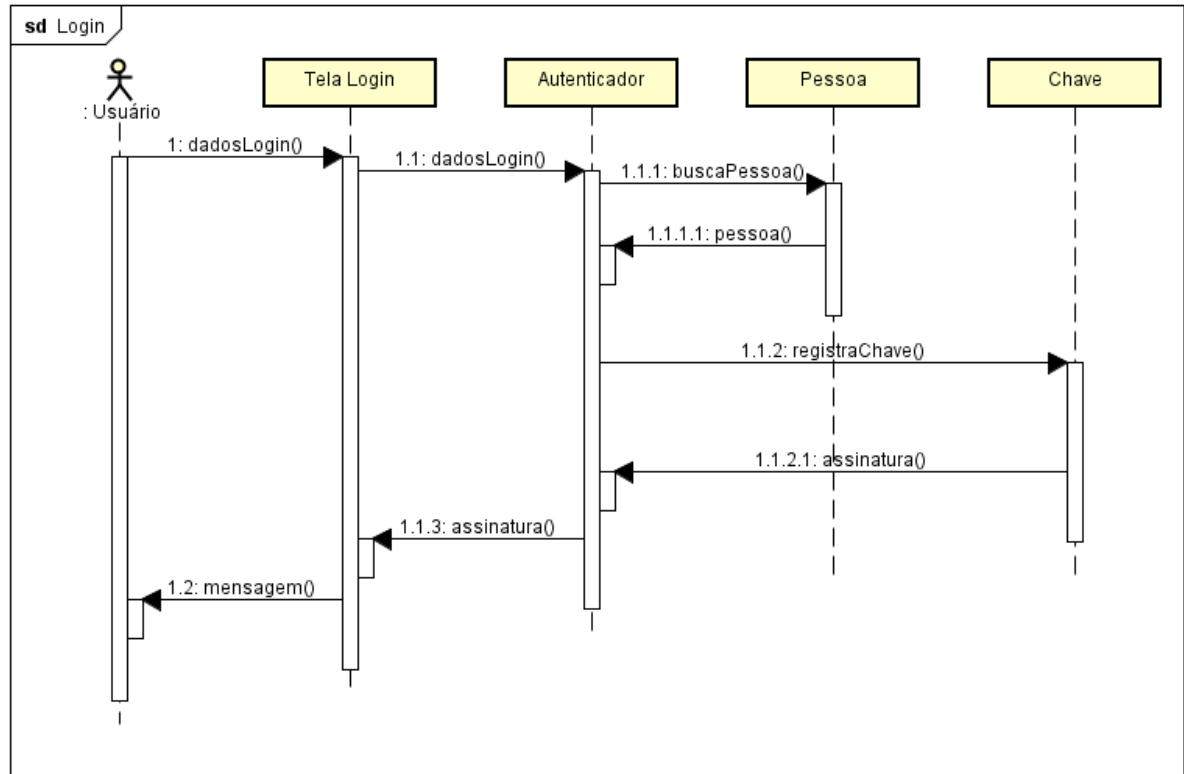 sd Login
: Usuário
Tela Login
Autenticador
Pessoa
Chave
1: dadosLogin()
1.1: dadosLogin()
1.1.1: buscaPessoa()
1.1.1.1: pessoa()
1.1.2: registraChave()
1.1.2.1: assinatura()
1.1.3: assinatura()
1.2: mensagem()